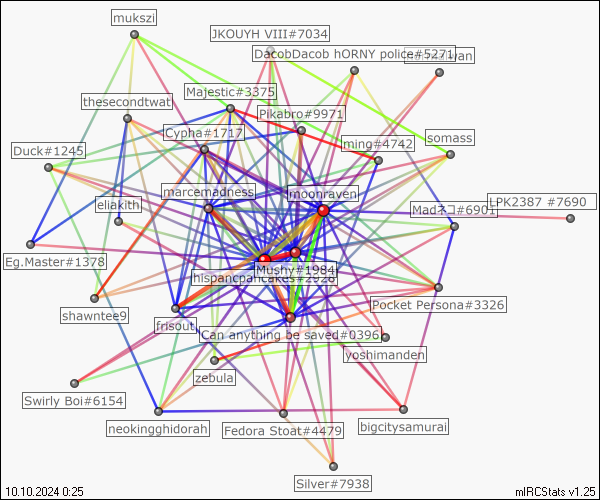 mukszi
JKOUYH VIII#7034
DacobDacob hORNY police#5271
thesecondtwat
Majestic#3375
Pikabro#9971
Cypha#1717
ming#4742
somass
Duck#1245
marcemadness
moonraven
eliakith
Madネコ#6901
LPK2387 #7690
Eg.Master#1378
Mushy#1984
hispancpancakes#2928
shawntee9
Pocket Persona#3326
frisout
Can anything be saved#0396
yoshimanden
zebula
Swirly Boi#6154
neokingghidorah
Fedora Stoat#4479
bigcitysamurai
Silver#7938
10.10.2024 0:25
mIRCStats v1.25